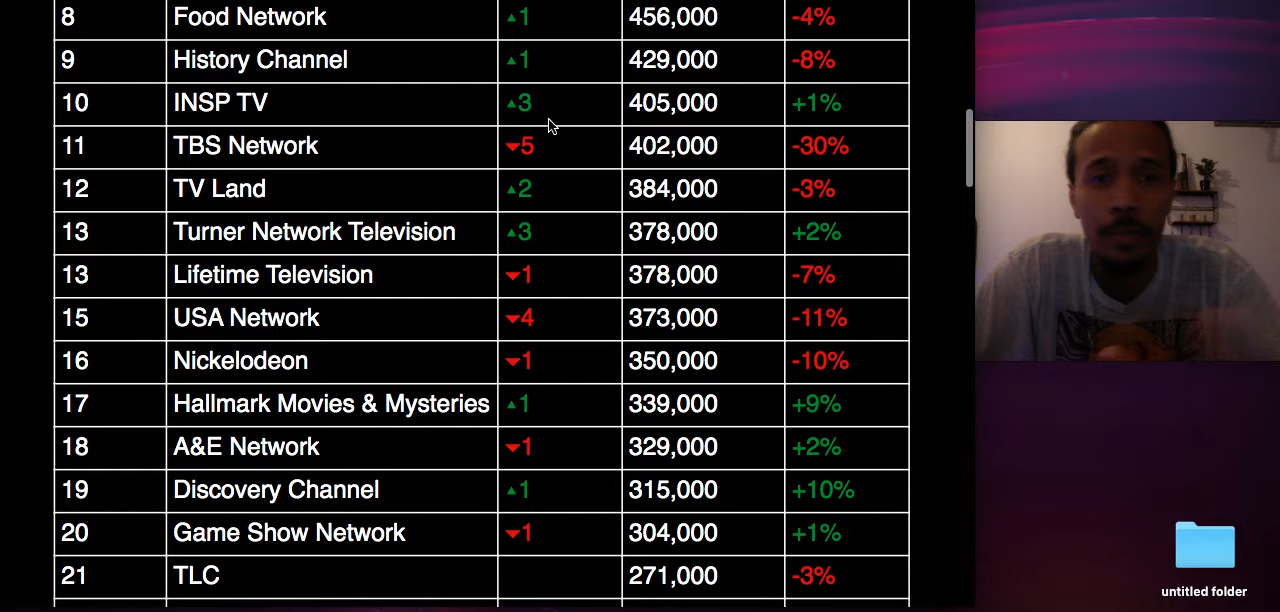 8 Food Network ▲1 456,000 -4%
9 History Channel ▲1 429,000 -8%
10 INSP TV ▲3 405,000 +1%
11 TBS Network ▼5 402,000 -30%
12 TV Land ▲2 384,000 -3%
13 Turner Network Television ▲3 378,000 +2%
13 Lifetime Television ▼1 378,000 -7%
15 USA Network ▼4 373,000 -11%
16 Nickelodeon ▼1 350,000 -10%
17 Hallmark Movies & Mysteries ▲1 339,000 +9%
18 A&E Network ▼1 329,000 +2%
19 Discovery Channel ▲1 315,000 +10%
20 Game Show Network ▼1 304,000 +1%
21 TLC 271,000 -3%
untitled folder